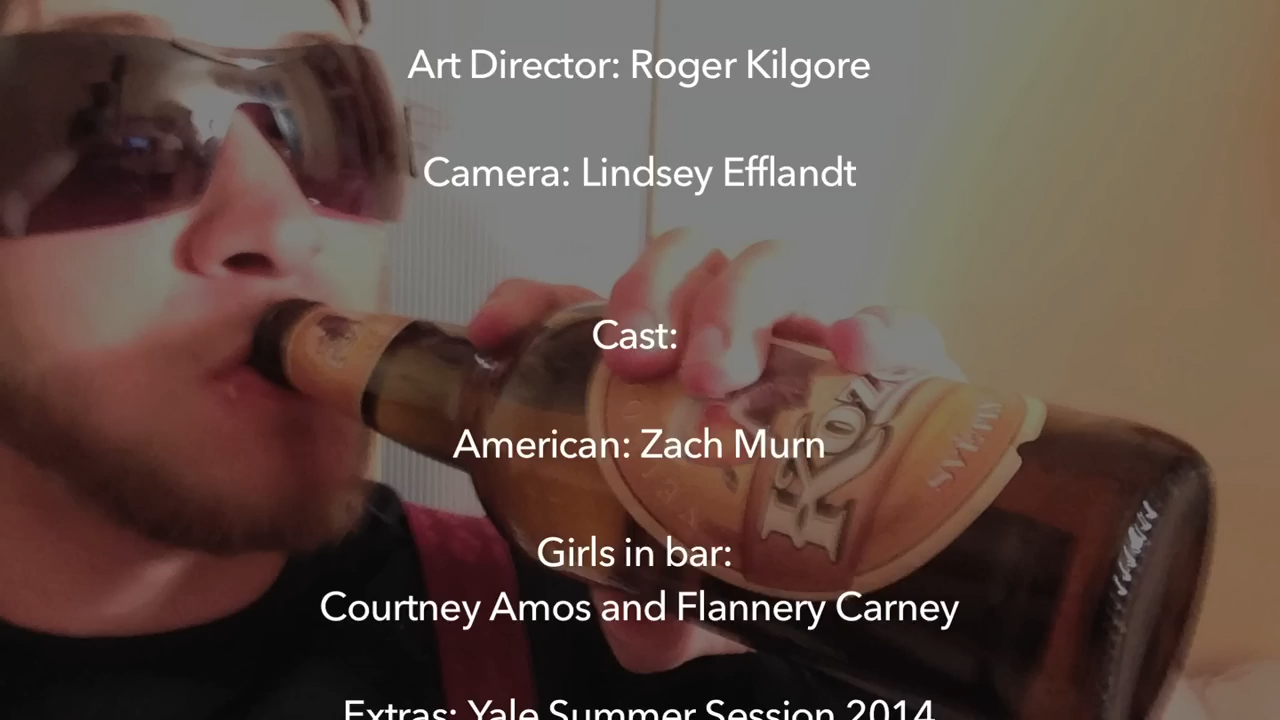 Art Director: Roger Kilgore
Camera: Lindsey Efflandt
Cast:
American: Zach Murn
Girls in bar:
Courtney Amos and Flannery Carney
Extras: Yale Summer Session 2014
Koz